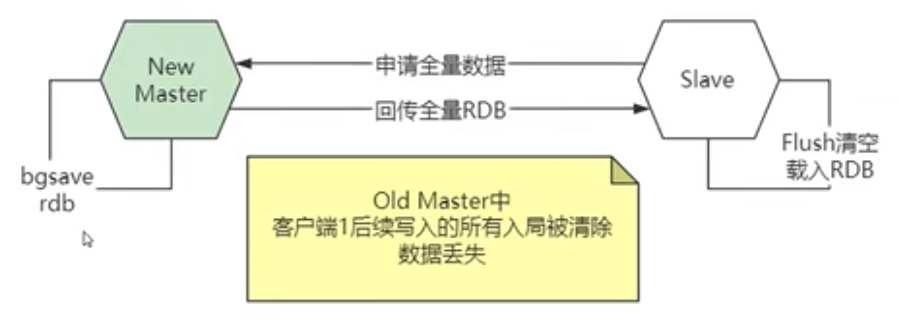 New
Master
申请全量数据
Slave
回传全量RDB
bgsave
rdb
Flush清空
载入RDB
Old Master中
客户端1后续写入的所有入局被清除
数据丢失